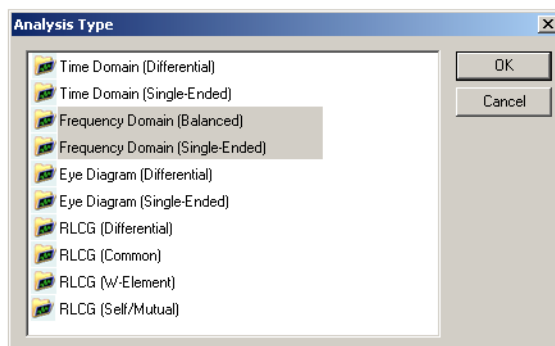 Analysis Type
Time Domain (Differential)
Time Domain (Single-Ended)
Frequency Domain (Balanced)
Frequency Domain (Single-Ended)
Eye Diagram (Differential)
Eye Diagram (Single-Ended)
RLCG (Differential)
RLCG (Common)
RLCG (W-Element)
RLCG (Self/Mutual)
OK
Cancel